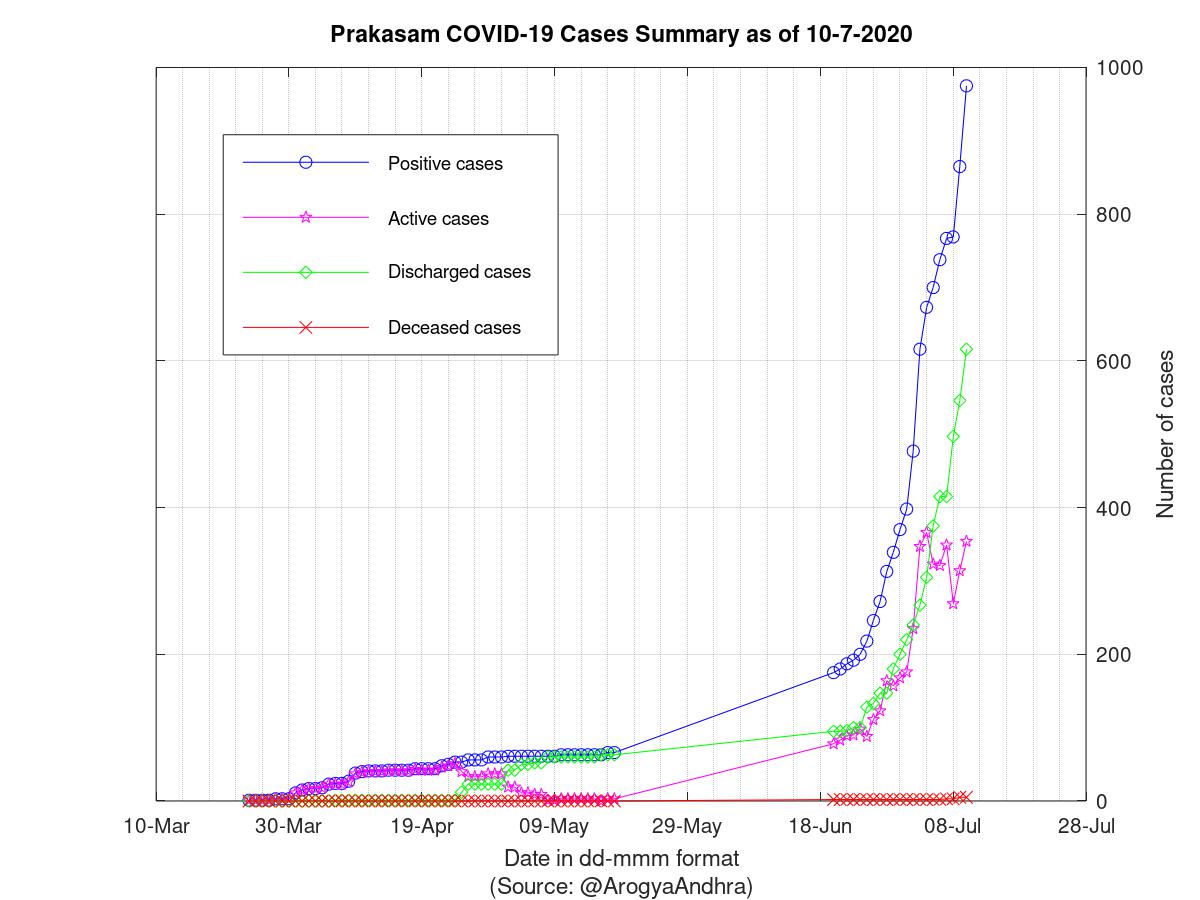 Prakasam COVID-19 Cases Summary as of 10-7-2020
Positive cases
Active cases
Discharged cases
Deceased cases
1000
800
600
400
200
0
Number of cases
10-Mar 30-Mar 19-Apr 09-May 29-May 18-Jun 08-Jul 28-Jul
Date in dd-mmm format
(Source: @ArogyaAndhra)